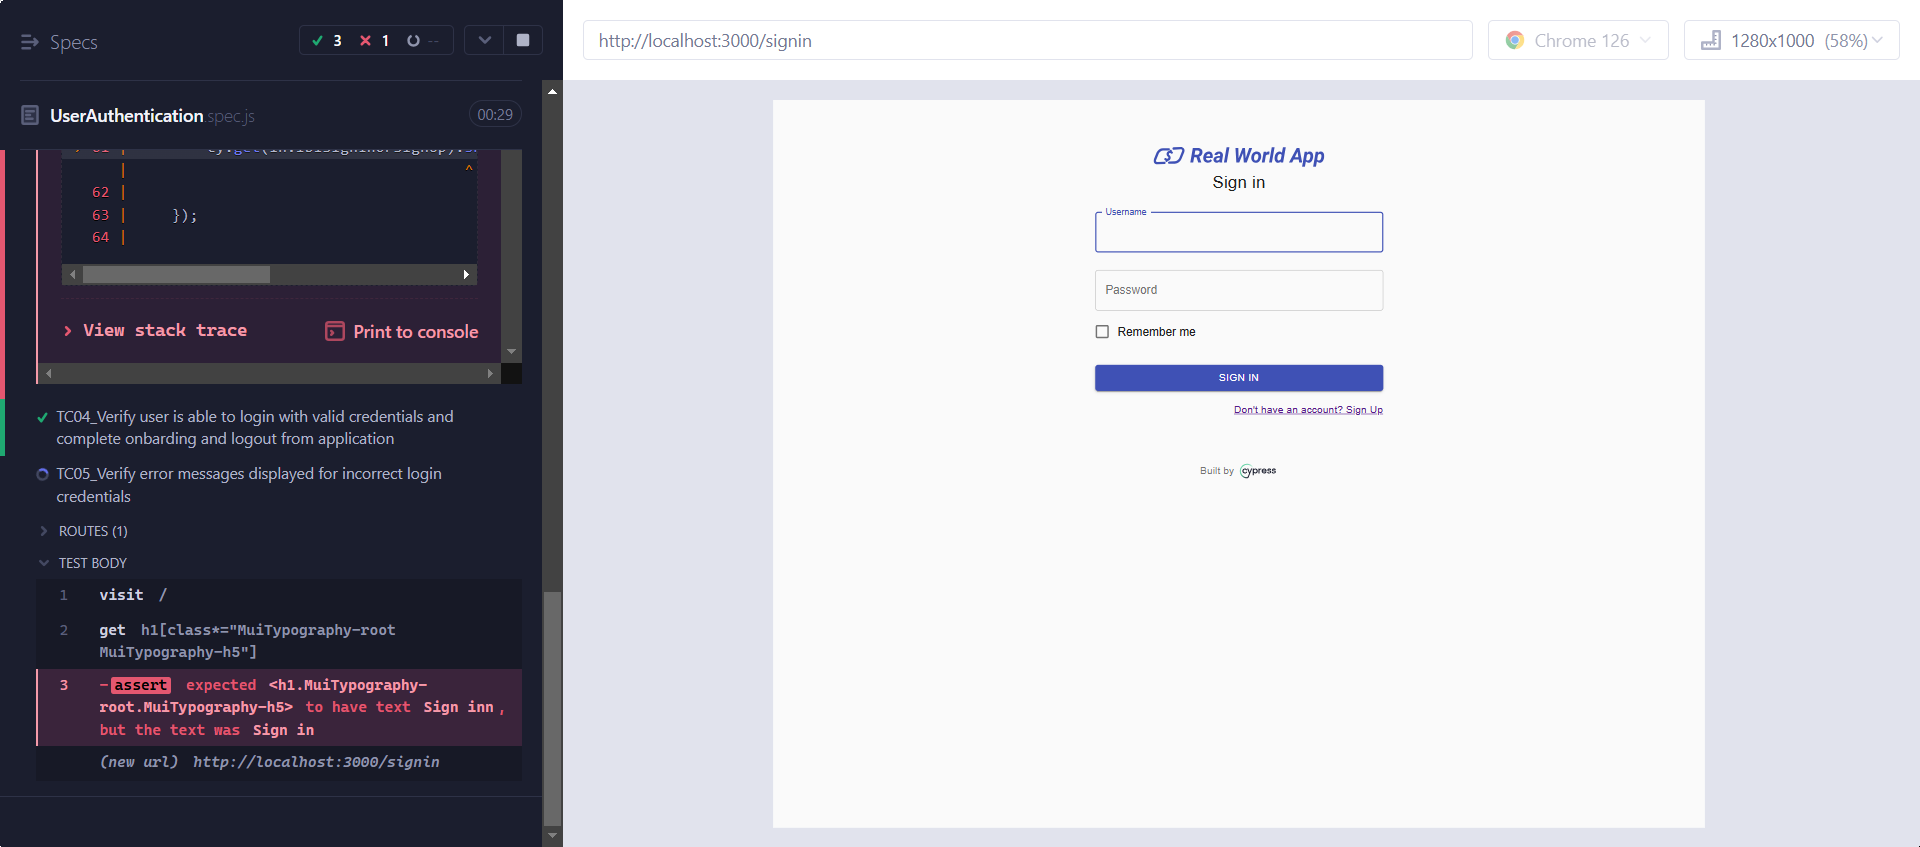 Specs
3 1 --
http://localhost:3000/signin
Chrome 126
1280x1000 (58%)
UserAuthentication.spec.js
00:29
62 |
63 | });
64 |
View stack trace
Print to console
TC04_Verify user is able to login with valid credentials and
complete onbarding and logout from application
TC05_Verify error messages displayed for incorrect login
credentials
ROUTES (1)
TEST BODY
1 visit /
2 get h1[class*="MuiTypography-root
MuiTypography-h5"]
3 -assert expected <h1.MuiTypography-
root.MuiTypography-h5> to have text Sign inn,
but the text was Sign in
(new url) http://localhost:3000/signin
Real World App
Sign in
Username
Password
Remember me
SIGN IN
Don't have an account? Sign Up
Built by cypress